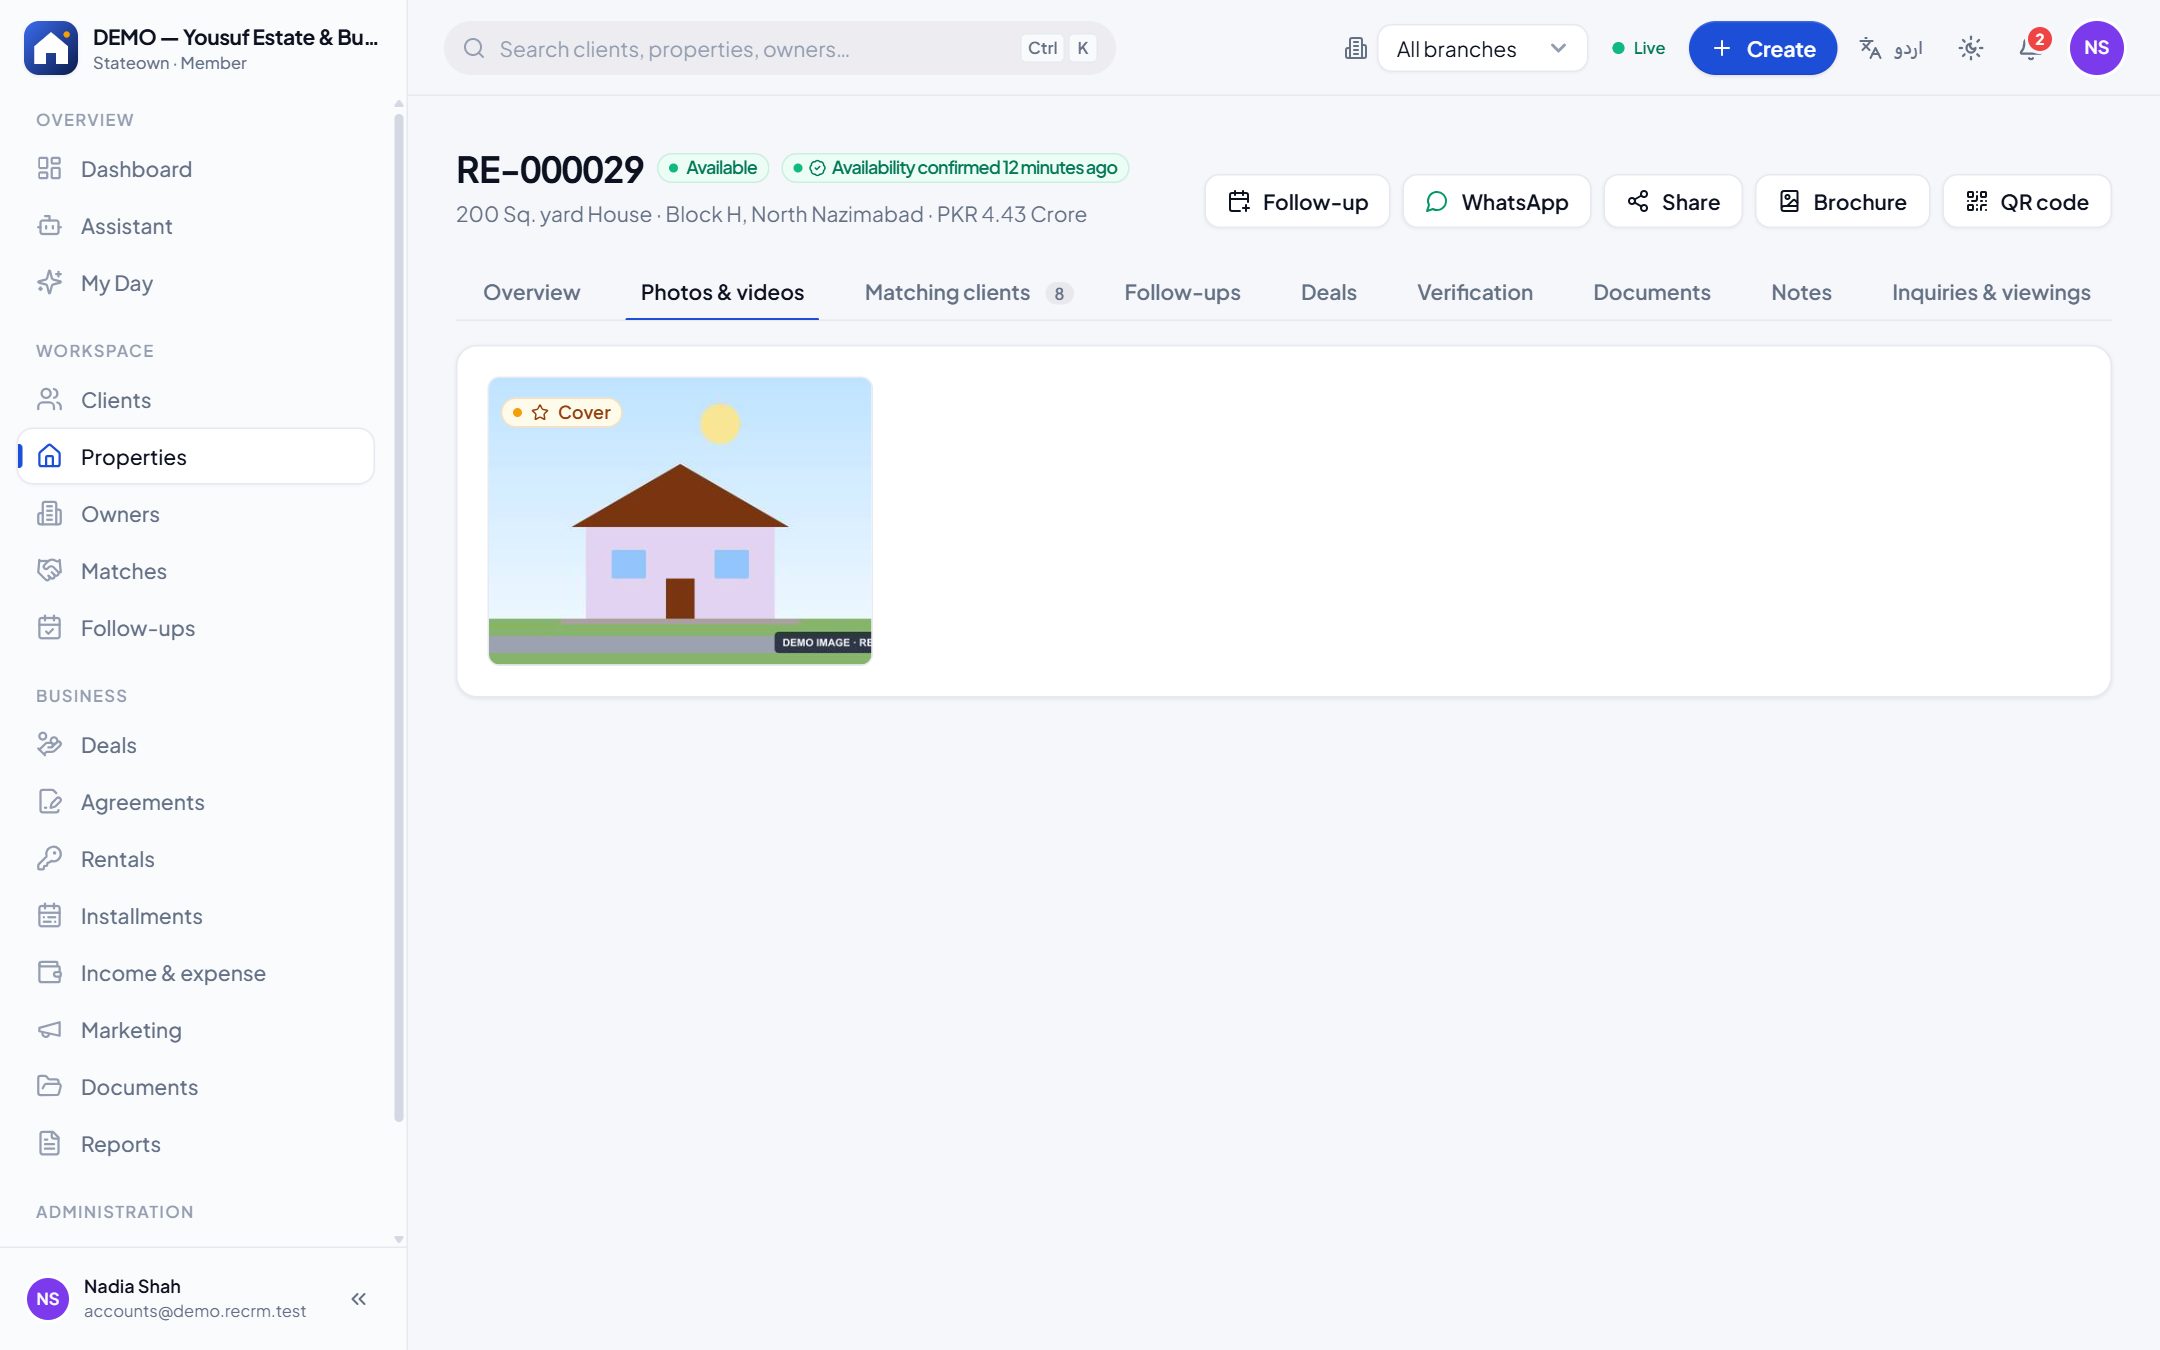 DEMO — Yousuf Estate & Bu...
Stateown · Member
Search clients, properties, owners...
Ctrl K
All branches
Live
Create
اردو
2
NS
OVERVIEW
Dashboard
Assistant
My Day
WORKSPACE
Clients
Properties
Owners
Matches
Follow-ups
BUSINESS
Deals
Agreements
Rentals
Installments
Income & expense
Marketing
Documents
Reports
ADMINISTRATION
NS
Nadia Shah
accounts@demo.recrm.test
RE-000029
Available
Availability confirmed 12 minutes ago
200 Sq. yard House · Block H, North Nazimabad · PKR 4.43 Crore
Follow-up
WhatsApp
Share
Brochure
QR code
Overview
Photos & videos
Matching clients 8
Follow-ups
Deals
Verification
Documents
Notes
Inquiries & viewings
Cover
DEMO IMAGE · RE